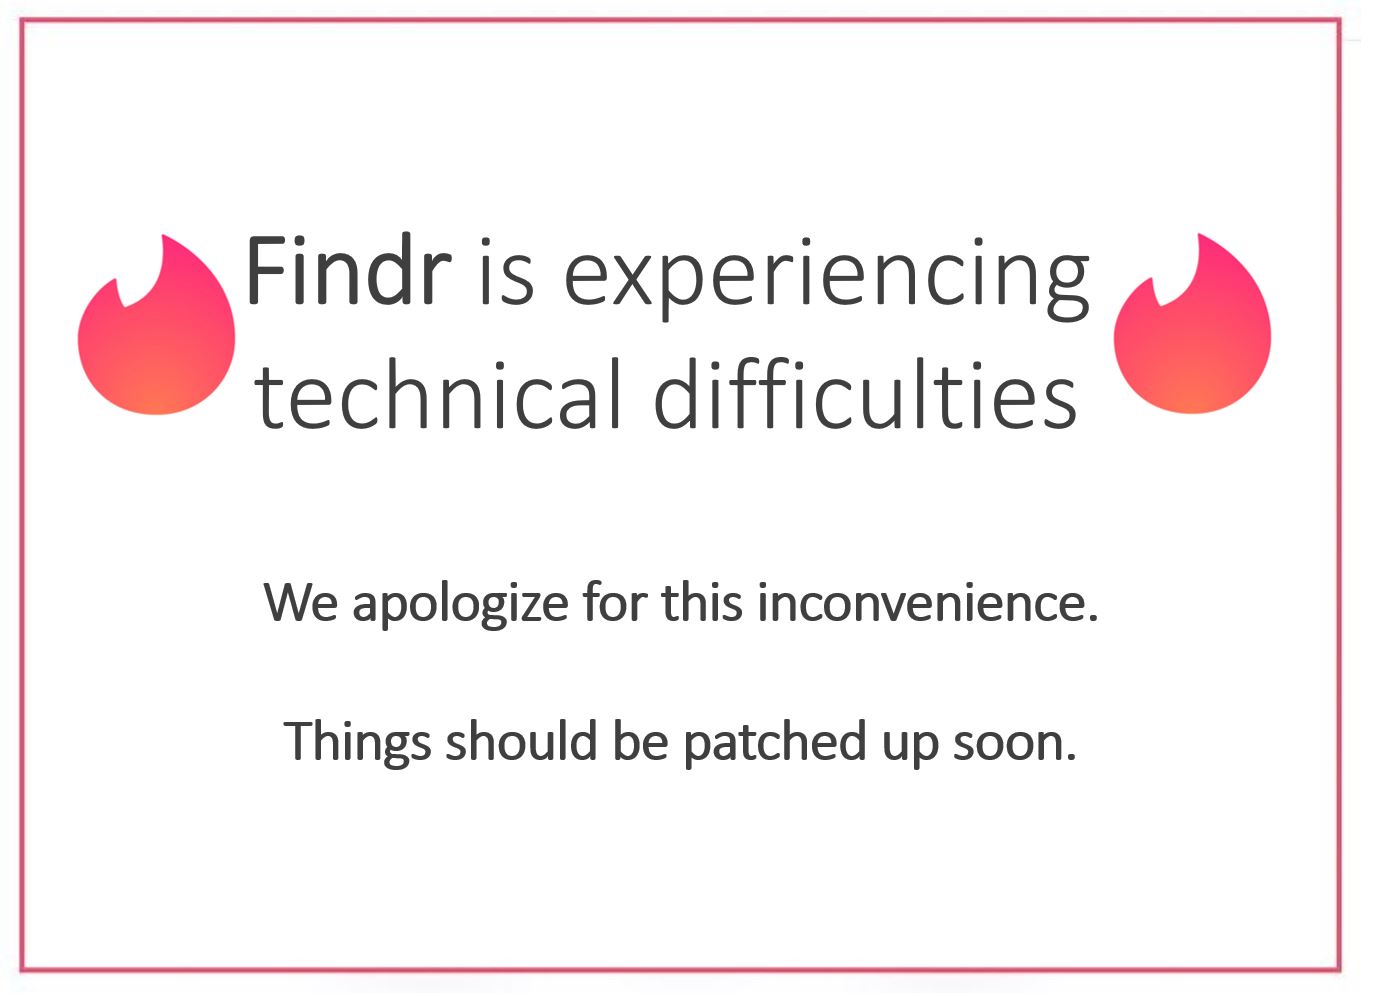 Findr is experiencing
technical difficulties
We apologize for this inconvenience.
Things should be patched up soon.